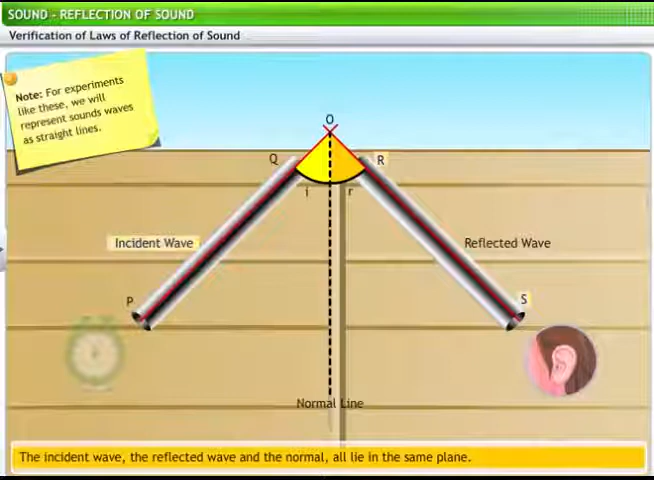 SOUND - REFLECTION OF SOUND
Verification of Laws of Reflection of Sound
Note: For experiments
like these, we will
represent sounds waves
as straight lines.
O
Q
R
i
r
Incident Wave
Reflected Wave
P
S
Normal Line
The incident wave, the reflected wave and the normal, all lie in the same plane.